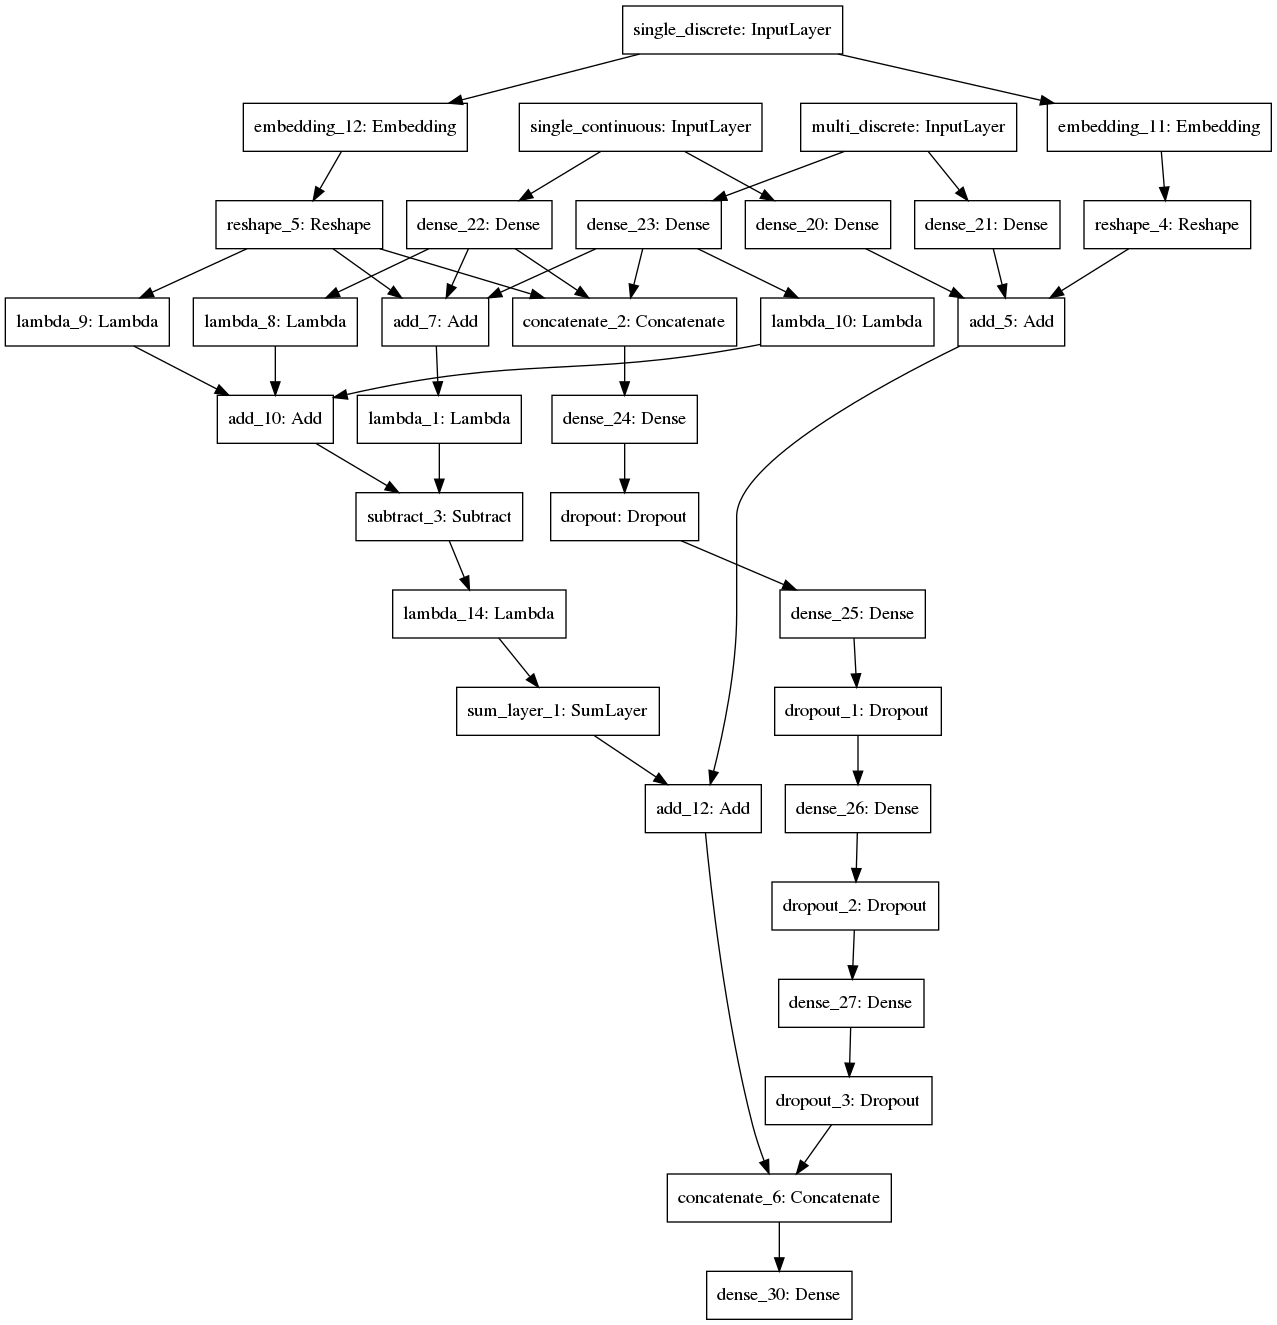 single_discrete: InputLayer
embedding_12: Embedding
single_continuous: InputLayer
multi_discrete: InputLayer
embedding_11: Embedding
reshape_5: Reshape
dense_22: Dense
dense_23: Dense
dense_20: Dense
dense_21: Dense
reshape_4: Reshape
lambda_9: Lambda
lambda_8: Lambda
add_7: Add
concatenate_2: Concatenate
lambda_10: Lambda
add_5: Add
add_10: Add
lambda_1: Lambda
dense_24: Dense
subtract_3: Subtract
dropout: Dropout
lambda_14: Lambda
dense_25: Dense
sum_layer_1: SumLayer
dropout_1: Dropout
add_12: Add
dense_26: Dense
dropout_2: Dropout
dense_27: Dense
dropout_3: Dropout
concatenate_6: Concatenate
dense_30: Dense